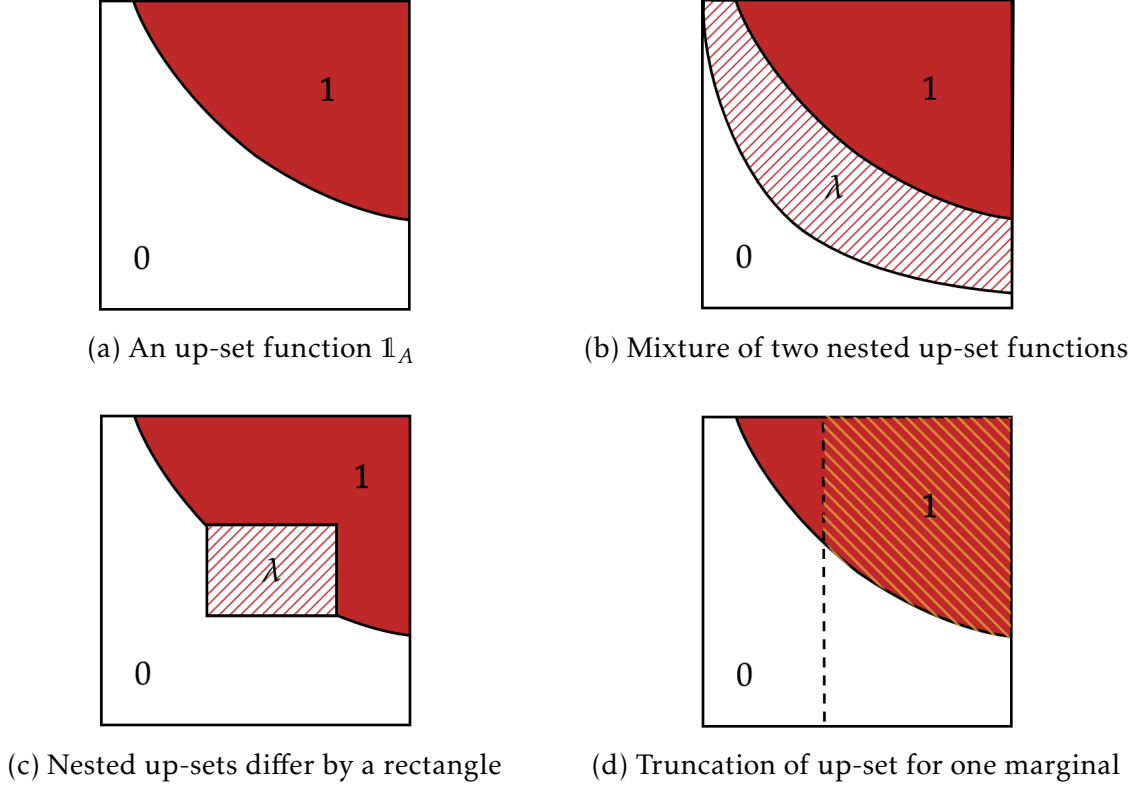 1
0
(a) An up-set function 𝟙_A
1
λ
0
(b) Mixture of two nested up-set functions
1
λ
0
(c) Nested up-sets differ by a rectangle
1
0
(d) Truncation of up-set for one marginal